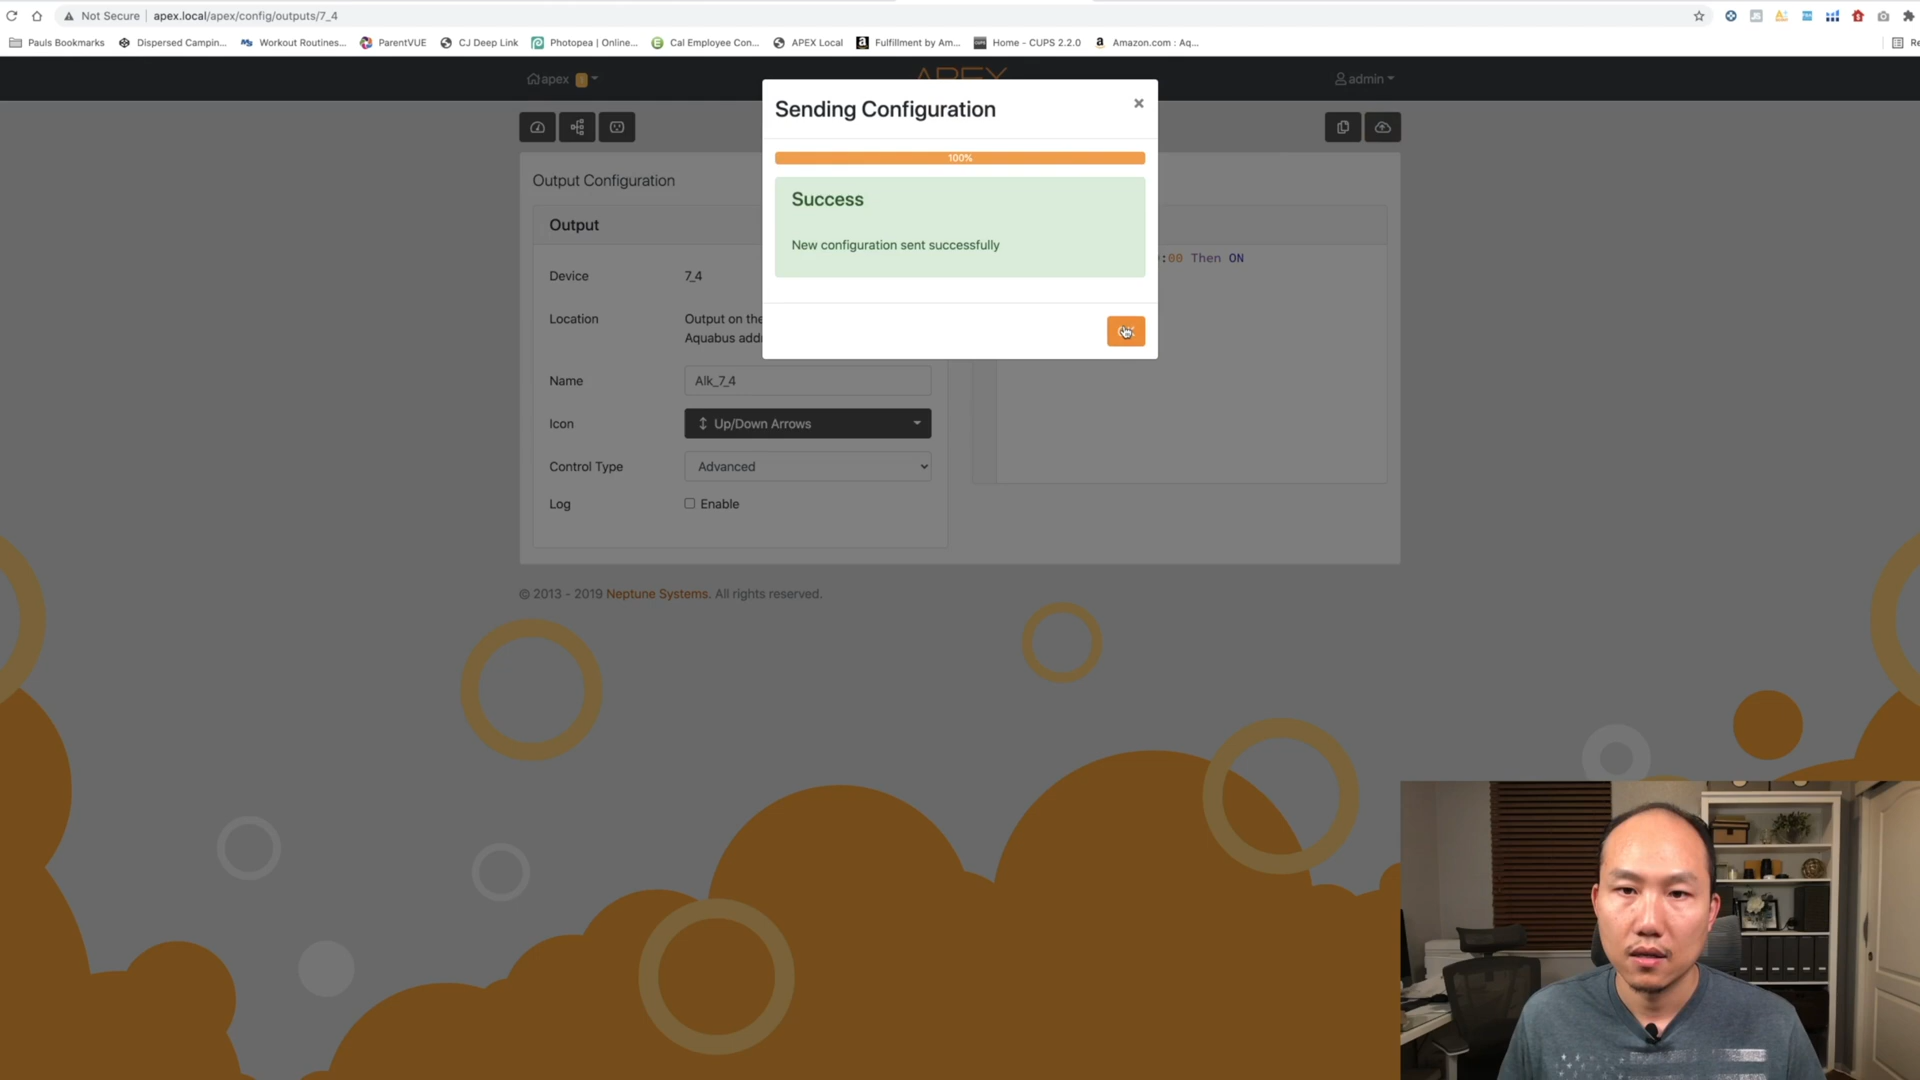 Not Secure | apex.local/apex/config/outputs/7_4
Pauls Bookmarks
Dispersed Campin...
Workout Routines...
ParentVUE
CJ Deep Link
Photopea | Online...
Cal Employee Con...
APEX Local
Fulfillment by Am...
Home - CUPS 2.2.0
Amazon.com : Aq...
Re
apex
admin
Sending Configuration
×
100%
Success
New configuration sent successfully
Output Configuration
Output
Device 7_4
:00 Then ON
Location Output on the
Aquabus add
Name Alk_7_4
Icon Up/Down Arrows
Control Type Advanced
Log Enable
© 2013 - 2019 Neptune Systems. All rights reserved.